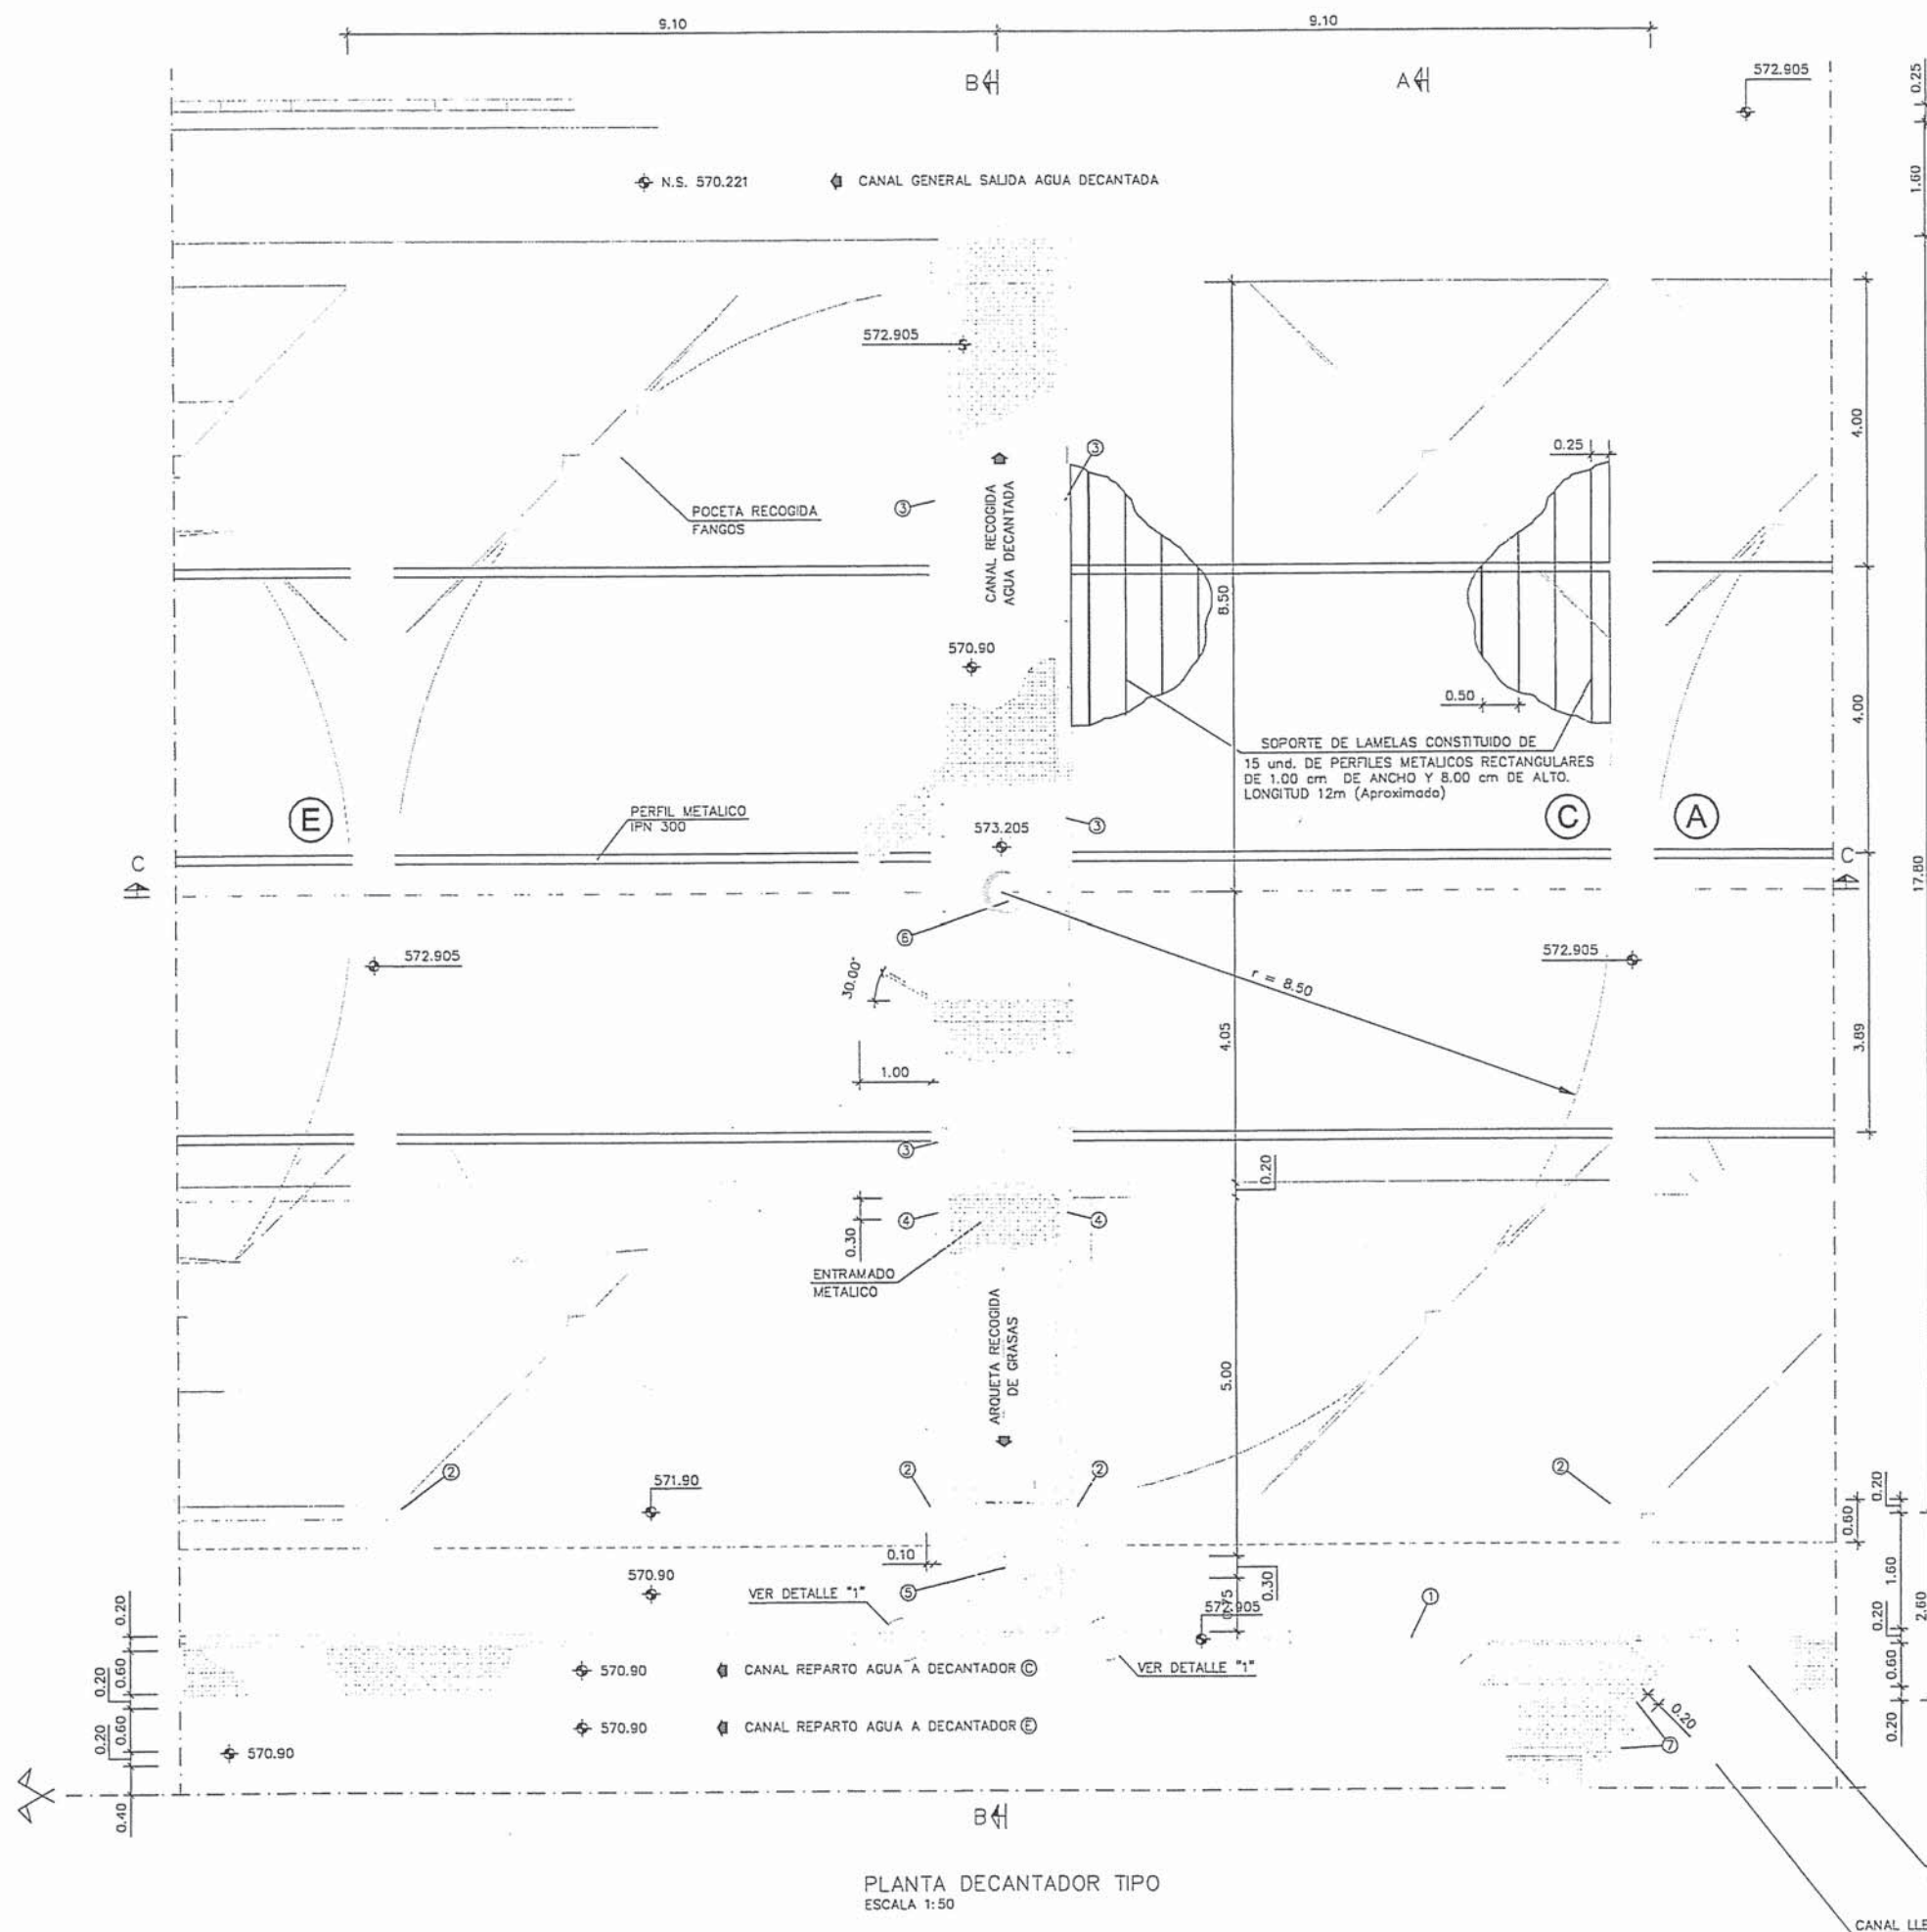 9.10
9.10
B
A
572.905
0.25
1.60
N.S. 570.221
CANAL GENERAL SALIDA AGUA DECANTADA
572.905
4.00
0.25
3
3
POCETA RECOGIDA
FANGOS
CANAL RECOGIDA
AGUA DECANTADA
8.50
570.90
0.50
4.00
SOPORTE DE LAMELAS CONSTITUIDO DE
15 und. DE PERFILES METALICOS RECTANGULARES
DE 1.00 cm DE ANCHO Y 8.00 cm DE ALTO.
LONGITUD 12m (Aproximado)
E
PERFIL METALICO
IPN 300
573.205
3
C
A
C
C
17.80
6
572.905
572.905
30.00°
r = 8.50
4.05
3.89
1.00
3
0.20
4
4
0.30
ENTRAMADO
METALICO
ARQUETA RECOGIDA
DE GRASAS
5.00
2
2
2
2
571.90
0.20
0.60
0.10
570.90
VER DETALLE "1"
5
0.30
572.905
1
1.60
2.60
0.20
0.20
0.60
0.20
570.90
CANAL REPARTO AGUA A DECANTADOR C
VER DETALLE "1"
0.60
0.20
0.60
0.20
570.90
CANAL REPARTO AGUA A DECANTADOR E
0.20
7
0.20
570.90
0.40
B
PLANTA DECANTADOR TIPO
ESCALA 1:50
CANAL LLE